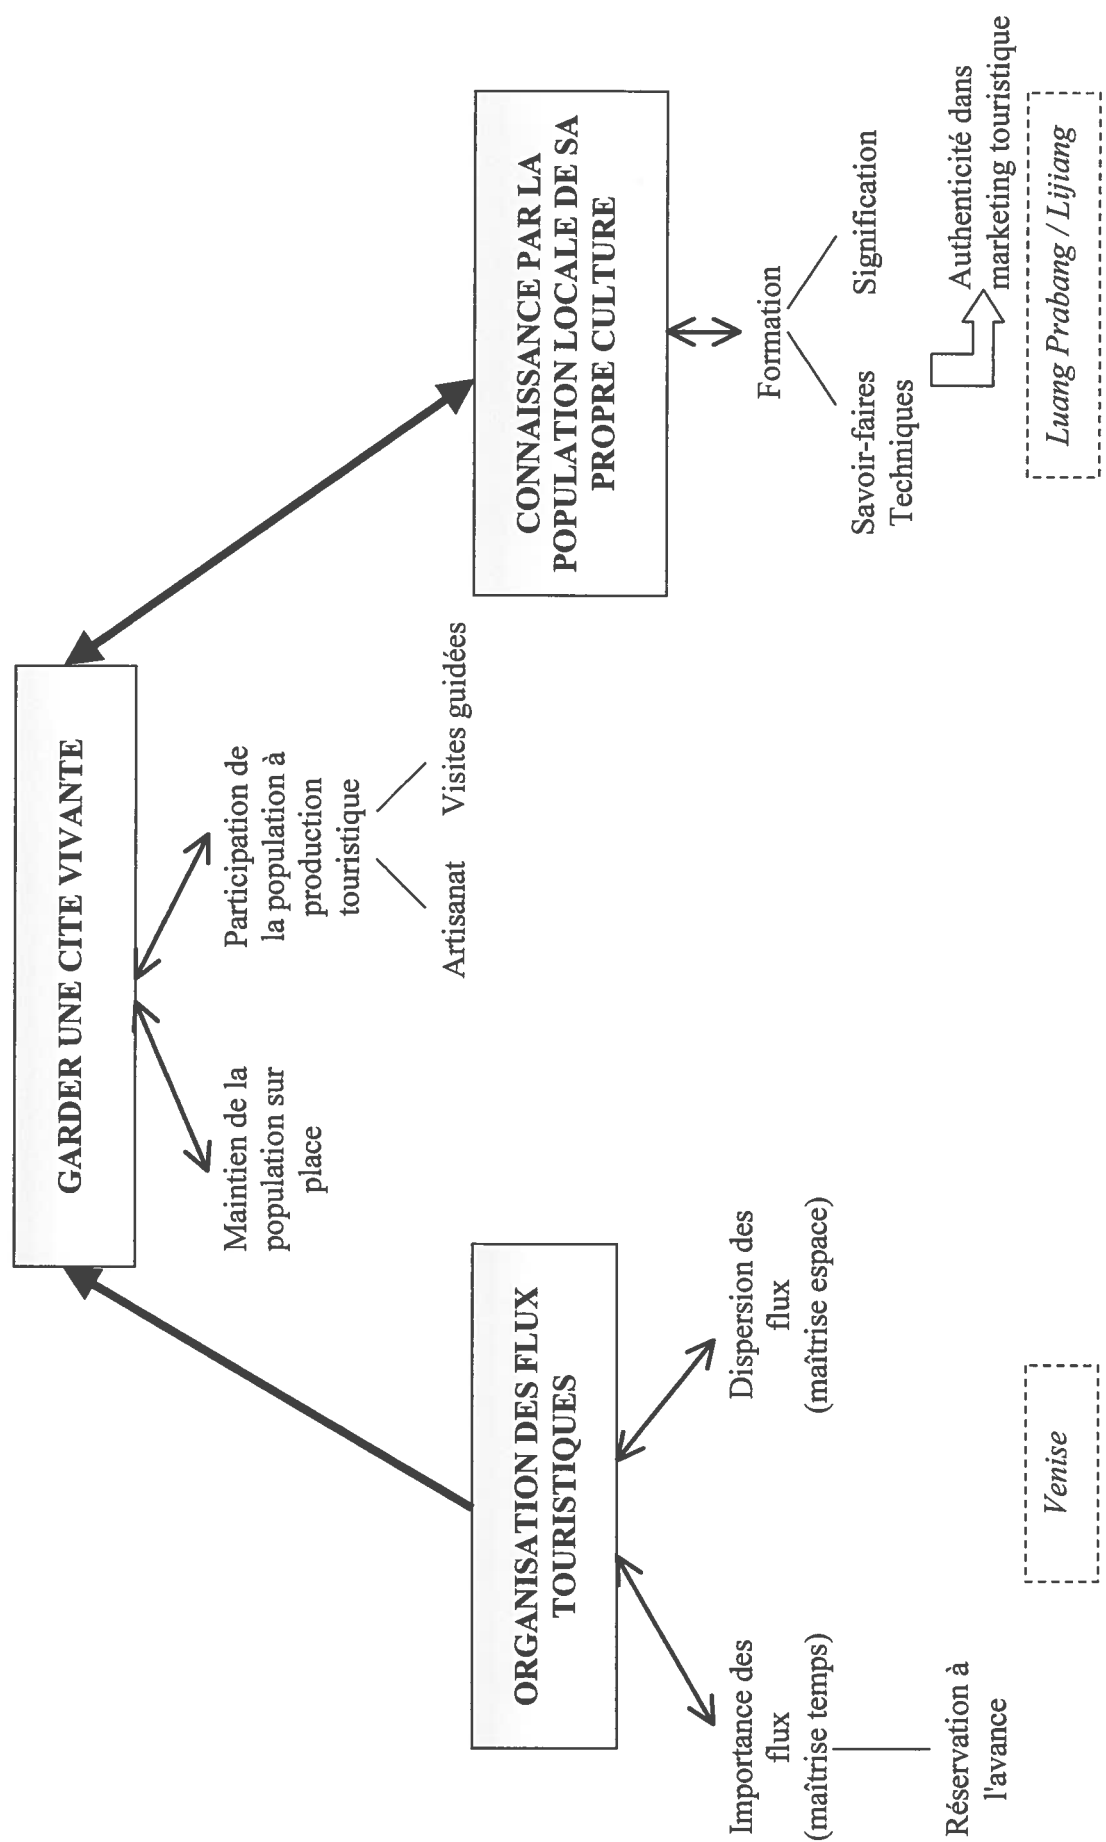 GARDER UNE CITE VIVANTE
Maintien de la
population sur
place
Participation de
la population à
production
touristique
Artisanat
Visites guidées
ORGANISATION DES FLUX
TOURISTIQUES
Importance des
flux
(maîtrise temps)
Réservation à
l'avance
Dispersion des
flux
(maîtrise espace)
Venise
CONNAISSANCE PAR LA
POPULATION LOCALE DE SA
PROPRE CULTURE
Formation
Savoir-faires
Techniques
Signification
Authenticité dans
marketing touristique
Luang Prabang / Lijiang